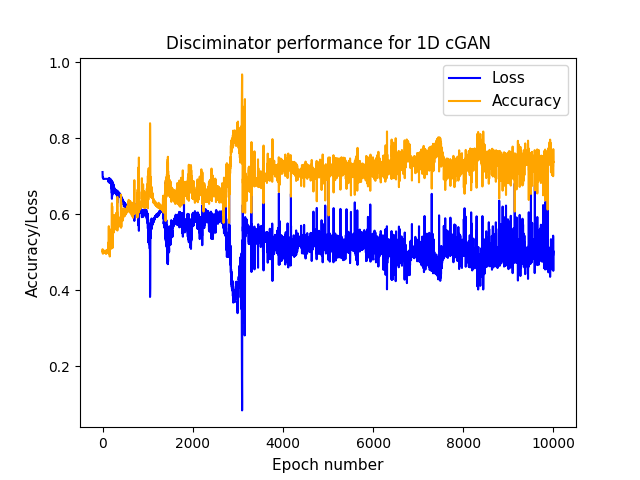 Disciminator performance for 1D cGAN
1.0
0.8
0.6
0.4
0.2
Accuracy/Loss
Loss
Accuracy
0 2000 4000 6000 8000 10000
Epoch number